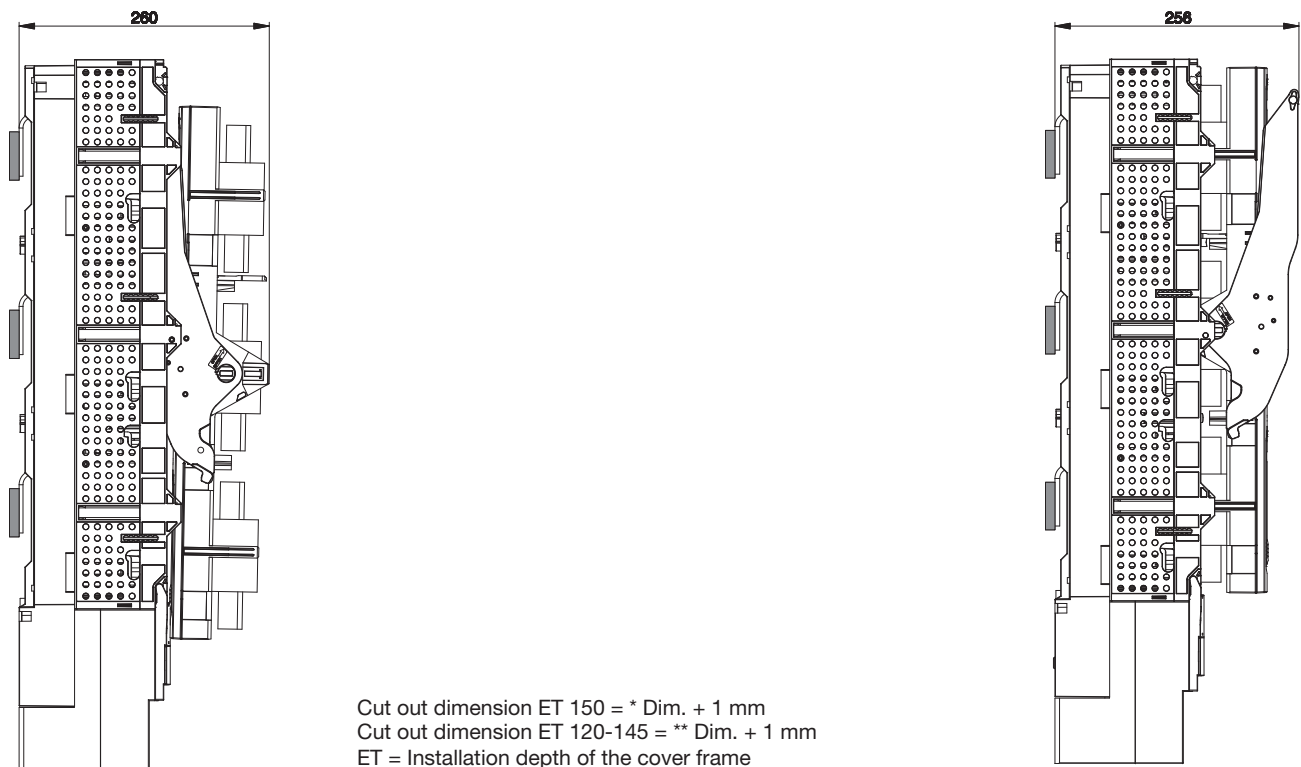 260
256
Cut out dimension ET 150 = * Dim. + 1 mm
Cut out dimension ET 120-145 = ** Dim. + 1 mm
ET = Installation depth of the cover frame